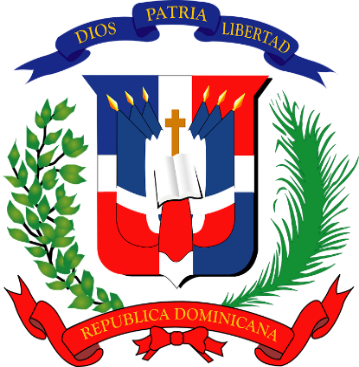 DIOS PATRIA LIBERTAD
REPUBLICA DOMINICANA